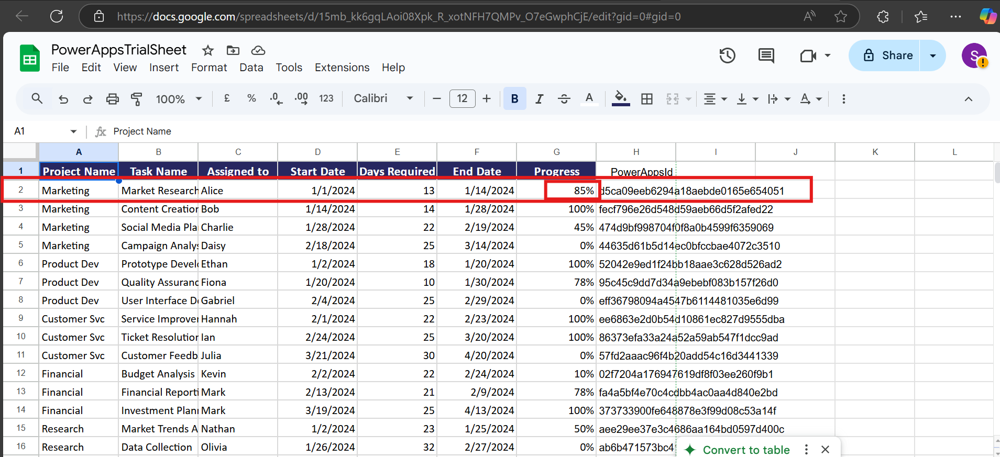 https://docs.google.com/spreadsheets/d/15mb_kk6gqLAoi08Xpk_R_xotNFH7QMPv_O7eGwphCjE/edit?gid=0#gid=0
PowerAppsTrialSheet
File Edit View Insert Format Data Tools Extensions Help
Share
S
100% £ % .0 .00 123 Calibri 12 B I A
A1 fx Project Name
A B C D E F G H I J K L
1 Project Name Task Name Assigned to Start Date Days Required End Date Progress PowerAppsId
2 Marketing Market Research Alice 1/1/2024 13 1/14/2024 85% d5ca09eeb6294a18aebde0165e654051
3 Marketing Content Creation Bob 1/14/2024 14 1/28/2024 100% fecf796e26d548d59aeb66d5f2afed22
4 Marketing Social Media Pla Charlie 1/28/2024 22 2/19/2024 45% 474d9bf998704f0f8a0b4599f6359069
5 Marketing Campaign Analys Daisy 2/18/2024 25 3/14/2024 0% 44635d61b5d14ec0bfccbae4072c3510
6 Product Dev Prototype Devel Ethan 1/2/2024 18 1/20/2024 100% 52042e9ed1f24bb18aae3c628d526ad2
7 Product Dev Quality Assuranc Fiona 1/20/2024 10 1/30/2024 78% 95c45c9dd7d34a9ebebf083b157f26d0
8 Product Dev User Interface D Gabriel 2/4/2024 25 2/29/2024 0% eff36798094a4547b6114481035e6d99
9 Customer Svc Service Improver Hannah 2/1/2024 22 2/23/2024 100% ee6863e2d0b54d10861ec827d9555dba
10 Customer Svc Ticket Resolution Ian 2/24/2024 25 3/20/2024 100% 86373efa33a24a52a59ab547f1dcc9ad
11 Customer Svc Customer Feedb Julia 3/21/2024 30 4/20/2024 0% 57fd2aaac96f4b20add54c16d3441339
12 Financial Budget Analysis Kevin 2/2/2024 22 2/24/2024 10% 02f7204a176947619df8f03ee260f9b1
13 Financial Financial Reporti Mark 2/13/2024 21 2/9/2024 78% fa4a5bf4e70c4cdbb4ac0aa4d840e2bd
14 Financial Investment Plan Mark 3/19/2024 25 4/13/2024 100% 373733900fe648878e3f99d08c53a14f
15 Research Market Trends A Nathan 1/2/2024 23 1/25/2024 50% aee29ee37e3c4686aa164bd0597d400c
16 Research Data Collection Olivia 1/26/2024 32 2/27/2024 0% ab6b471573bc4
Convert to table